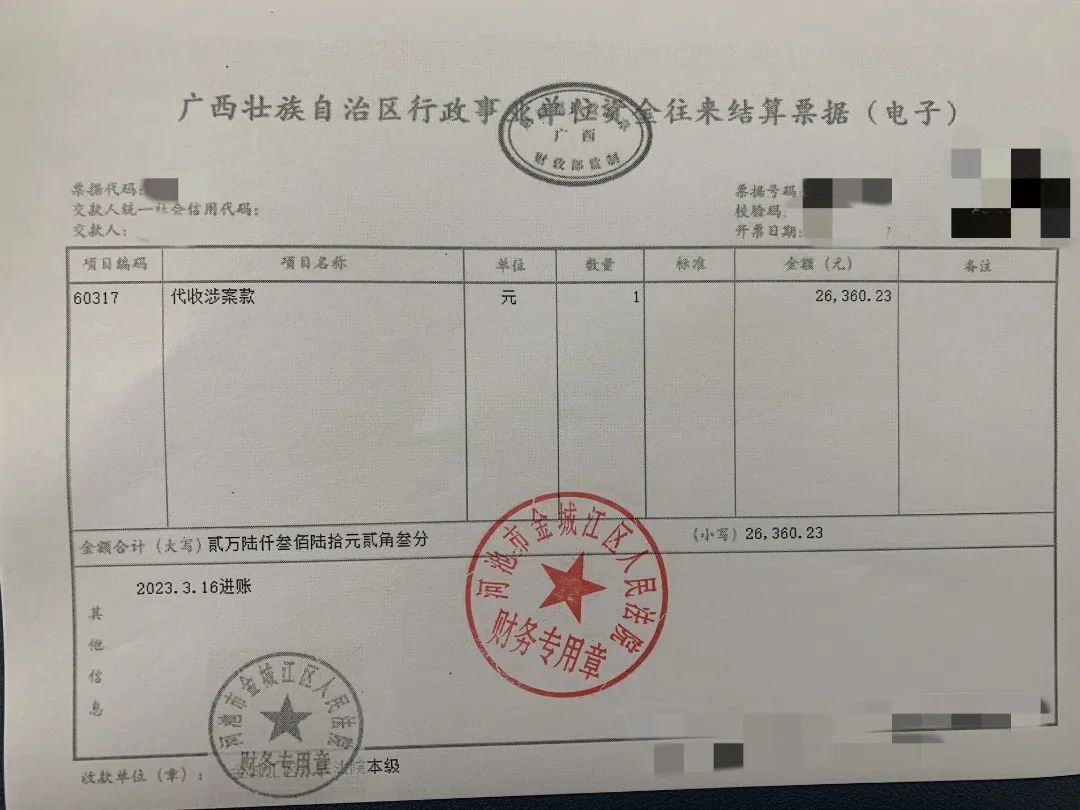 广西壮族自治区行政事业单位资金往来结算票据（电子）
广西
财政部监制
票据代码:
票据号码:
交款人统一社会信用代码:
校验码:
交款人:
开票日期:
项目编码 项目名称 单位 数量 标准 金额（元） 备注
60317 代收涉案款 元 1 26,360.23
金额合计（大写）贰万陆仟叁佰陆拾元贰角叁分 （小写）26,360.23
2023.3.16进账
其他信息
河池市金城江区人民法院
财务专用章
河池市金城江区人民法院
财务专用章
收款单位（章）: 本级